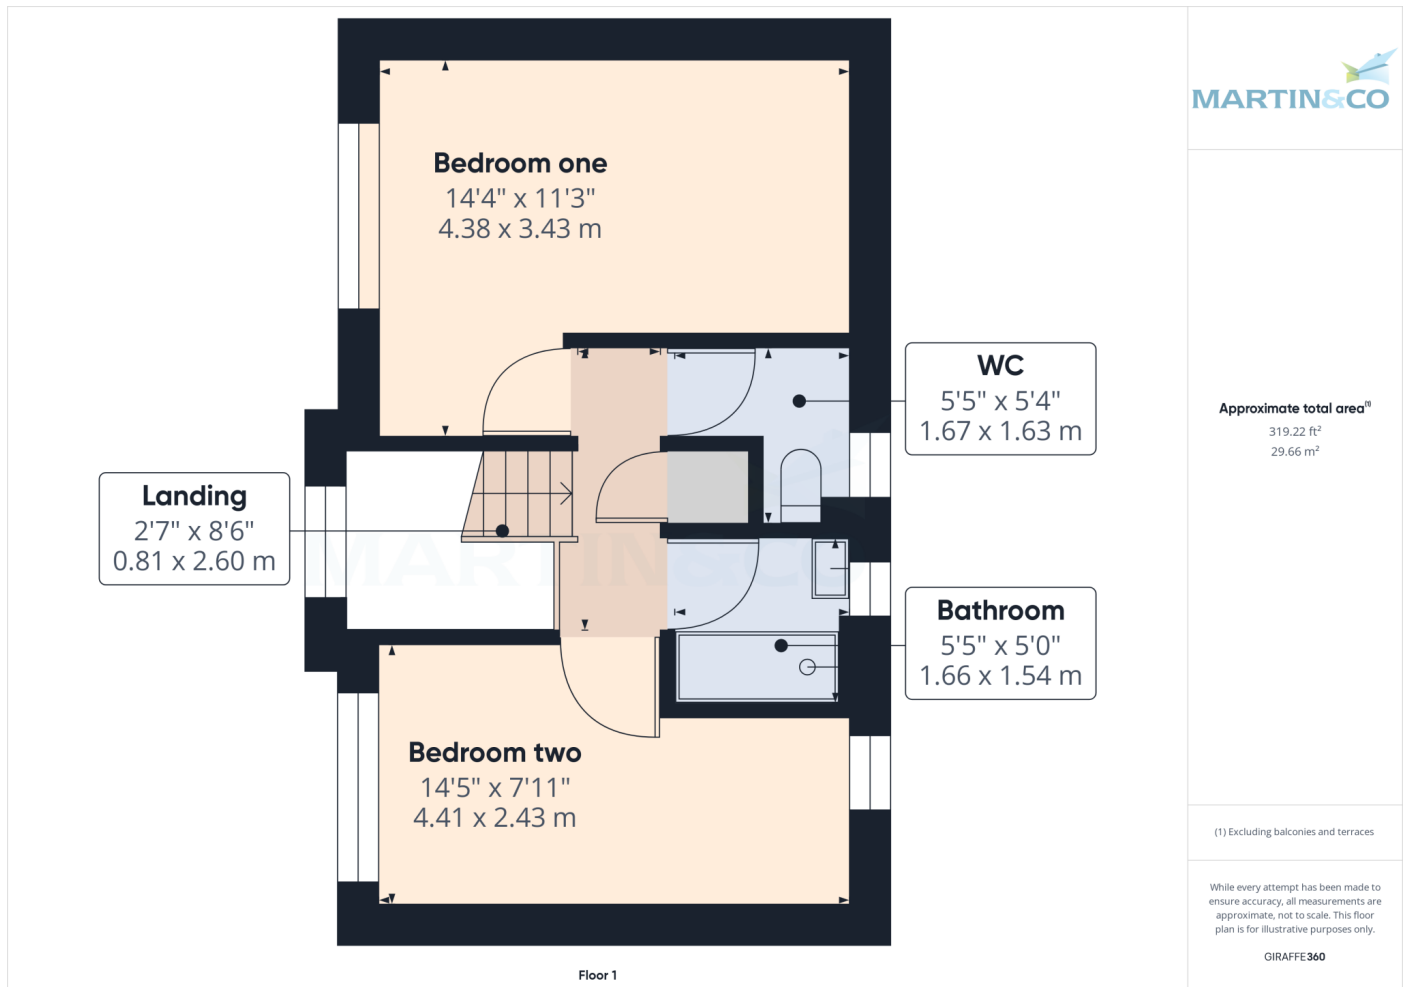 Bedroom one
14'4" x 11'3"
4.38 x 3.43 m
WC
5'5" x 5'4"
1.67 x 1.63 m
Landing
2'7" x 8'6"
0.81 x 2.60 m
MARTIN&CO
Bathroom
5'5" x 5'0"
1.66 x 1.54 m
Bedroom two
14'5" x 7'11"
4.41 x 2.43 m
Floor 1
MARTIN&CO
Approximate total area(1)
319.22 ft²
29.66 m²
(1) Excluding balconies and terraces
While every attempt has been made to
ensure accuracy, all measurements are
approximate, not to scale. This floor
plan is for illustrative purposes only.
GIRAFFE360